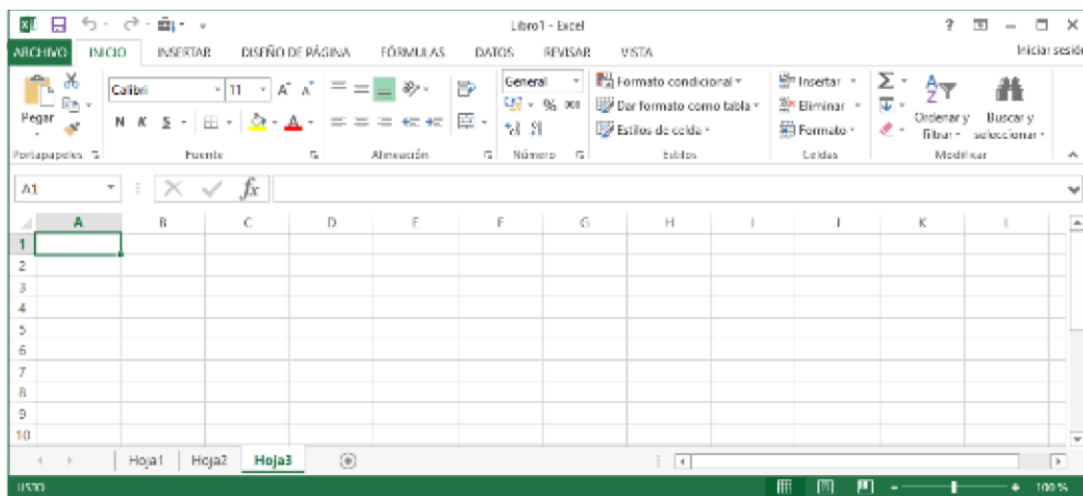 Libro1 - Excel ?
ARCHIVO INICIO INSERTAR DISEÑO DE PÁGINA FÓRMULAS DATOS REVISAR VISTA Iniciar sesión
Pegar
Calibri 11
General
Formato condicional
Insertar
Dar formato como tabla
Eliminar
Estilos de celda
Formato
Ordenar y filtrar
Buscar y seleccionar
N K S
% 000
Portapapeles Fuente Alineación Número Estilos Celdas Modificar
A1 fx
A B C D E F G H I J K L
1
2
3
4
5
6
7
8
9
10
Hoja1 Hoja2 Hoja3
LISTO 100 %